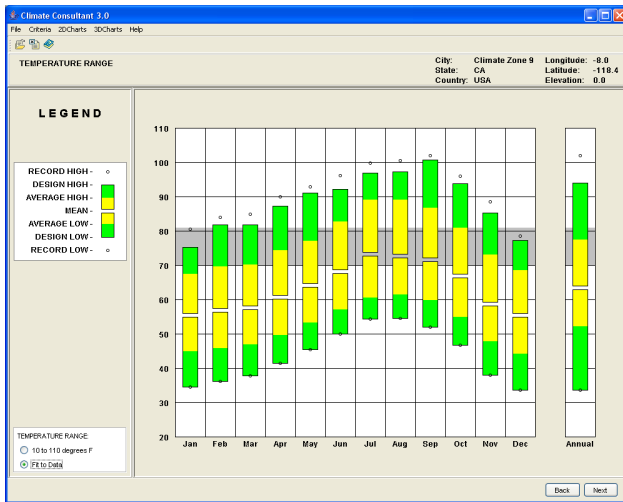 Climate Consultant 3.0
File Criteria 2DCharts 3DCharts Help
TEMPERATURE RANGE
City: Climate Zone 9 Longitude: -8.0
State: CA Latitude: -118.4
Country: USA Elevation: 0.0
LEGEND
RECORD HIGH -
DESIGN HIGH -
AVERAGE HIGH -
MEAN -
AVERAGE LOW -
DESIGN LOW -
RECORD LOW -
110
100
90
80
70
60
50
40
30
20
Jan Feb Mar Apr May Jun Jul Aug Sep Oct Nov Dec Annual
TEMPERATURE RANGE
10 to 110 degrees F
Fit to Data
Back Next